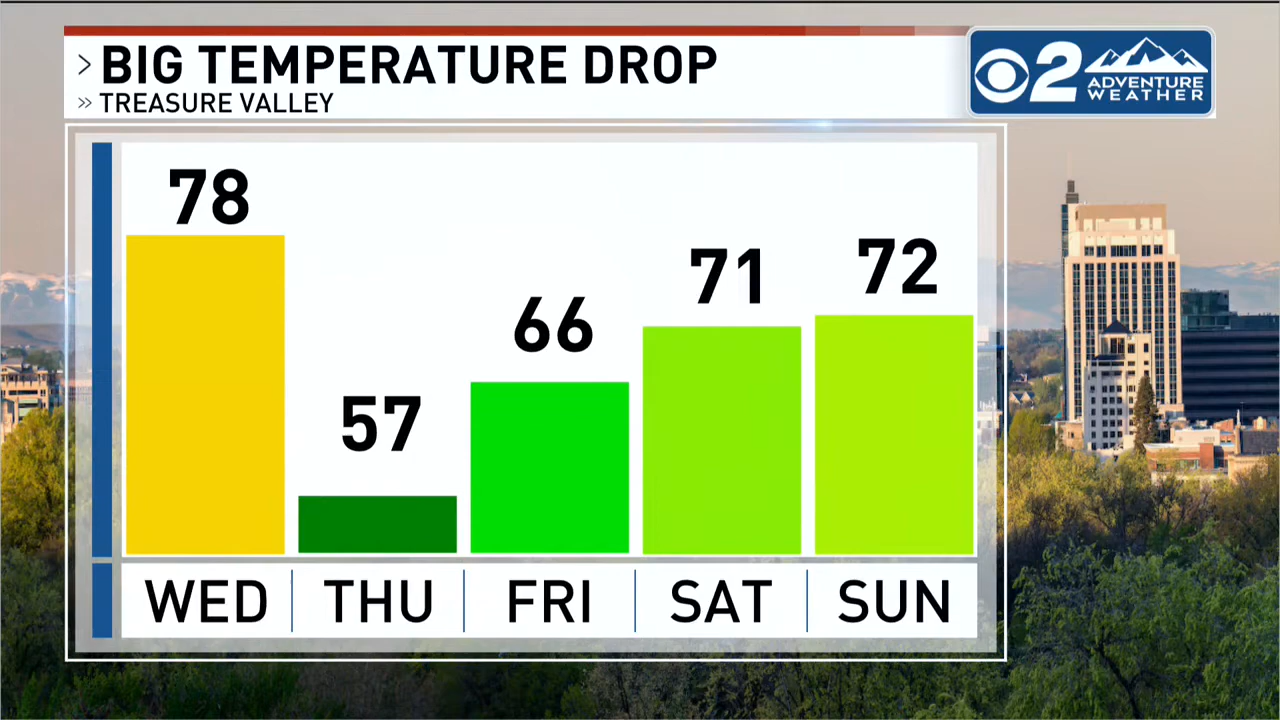 > BIG TEMPERATURE DROP
» TREASURE VALLEY
2 ADVENTURE
WEATHER
78
57
66
71
72
WED THU FRI SAT SUN